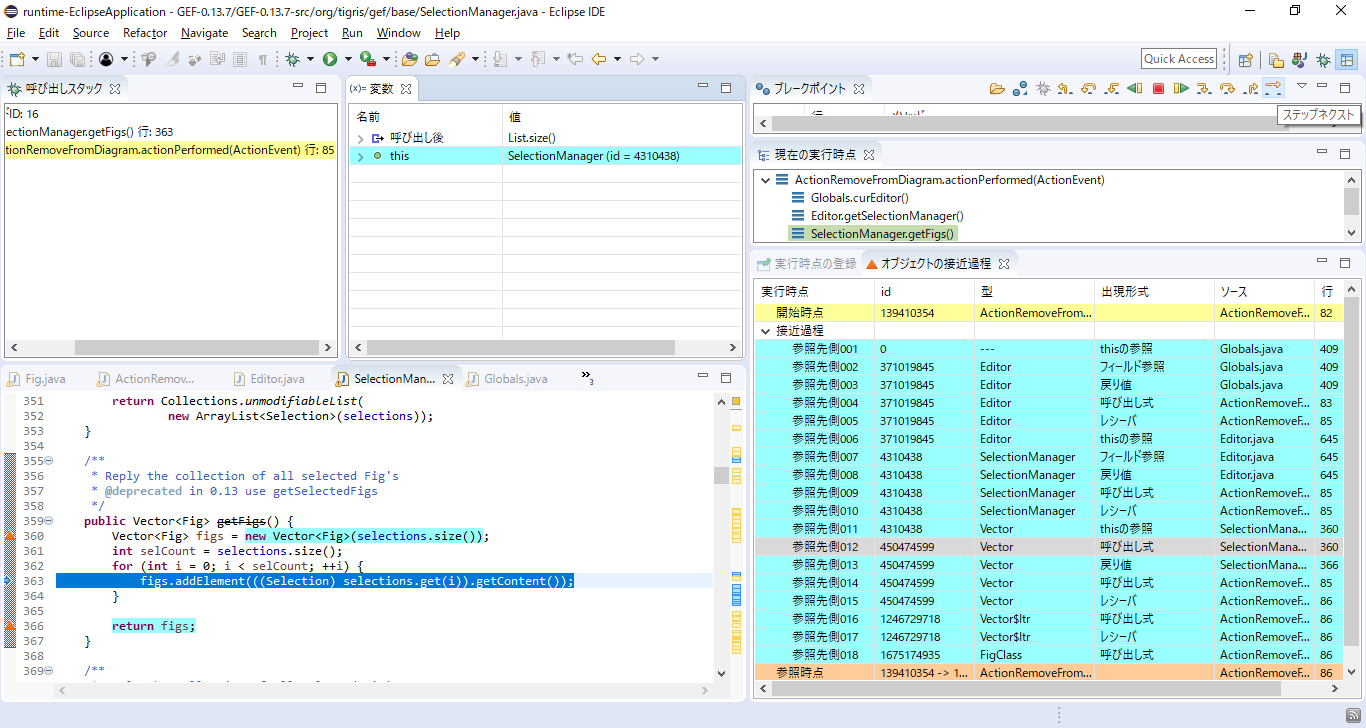 runtime-EclipseApplication - GEF-0.13.7/GEF-0.13.7-src/org/tigris/gef/base/SelectionManager.java - Eclipse IDE
File Edit Source Refactor Navigate Search Project Run Window Help
Quick Access
呼び出しスタック
ID: 16
ectionManager.getFigs() 行: 363
tionRemoveFromDiagram.actionPerformed(ActionEvent) 行: 85
(x)= 変数
名前 値
呼び出し後 List.size()
this SelectionManager (id = 4310438)
ブレークポイント
ステップネクスト
現在の実行時点
ActionRemoveFromDiagram.actionPerformed(ActionEvent)
Globals.curEditor()
Editor.getSelectionManager()
SelectionManager.getFigs()
実行時点の登録 オブジェクトの接近過程
実行時点 id 型 出現形式 ソース 行
開始時点 139410354 ActionRemoveFrom... ActionRemoveF... 82
接近過程
参照先側001 0 --- thisの参照 Globals.java 409
参照先側002 371019845 Editor フィールド参照 Globals.java 409
参照先側003 371019845 Editor 戻り値 Globals.java 409
参照先側004 371019845 Editor 呼び出し式 ActionRemoveF... 83
参照先側005 371019845 Editor レシーバ ActionRemoveF... 85
参照先側006 371019845 Editor thisの参照 Editor.java 645
参照先側007 4310438 SelectionManager フィールド参照 Editor.java 645
参照先側008 4310438 SelectionManager 戻り値 Editor.java 645
参照先側009 4310438 SelectionManager 呼び出し式 ActionRemoveF... 85
参照先側010 4310438 SelectionManager レシーバ ActionRemoveF... 85
参照先側011 4310438 Vector thisの参照 SelectionMana... 360
参照先側012 450474599 Vector 呼び出し式 SelectionMana... 360
参照先側013 450474599 Vector 戻り値 SelectionMana... 366
参照先側014 450474599 Vector 呼び出し式 ActionRemoveF... 85
参照先側015 450474599 Vector レシーバ ActionRemoveF... 86
参照先側016 1246729718 Vector$Itr 呼び出し式 ActionRemoveF... 86
参照先側017 1246729718 Vector$Itr レシーバ ActionRemoveF... 86
参照先側018 1675174935 FigClass 呼び出し式 ActionRemoveF... 86
参照時点 139410354 -> 1... ActionRemoveFrom... ActionRemoveF... 86
Fig.java ActionRemov... Editor.java SelectionMan... Globals.java »3
351 return Collections.unmodifiableList(
352 new ArrayList<Selection>(selections));
353 }
354
355 /**
356 * Reply the collection of all selected Fig's
357 * @deprecated in 0.13 use getSelectedFigs
358 */
359 public Vector<Fig> getFigs() {
360 Vector<Fig> figs = new Vector<Fig>(selections.size());
361 int selCount = selections.size();
362 for (int i = 0; i < selCount; ++i) {
363 figs.addElement(((Selection) selections.get(i)).getContent());
364 }
365
366 return figs;
367 }
368
369 /**